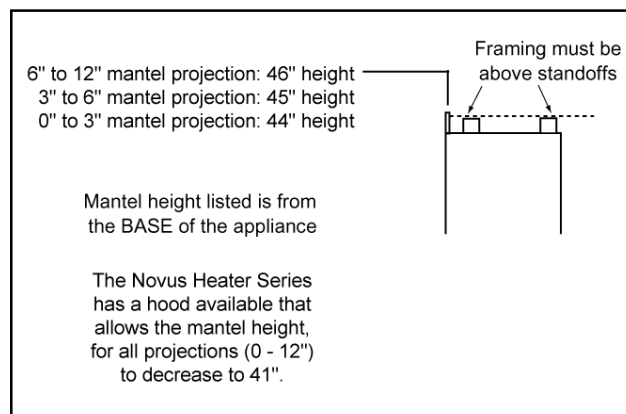 6" to 12" mantel projection: 46" height
3" to 6" mantel projection: 45" height
0" to 3" mantel projection: 44" height
Framing must be
above standoffs
Mantel height listed is from
the BASE of the appliance
The Novus Heater Series
has a hood available that
allows the mantel height,
for all projections (0 - 12")
to decrease to 41".